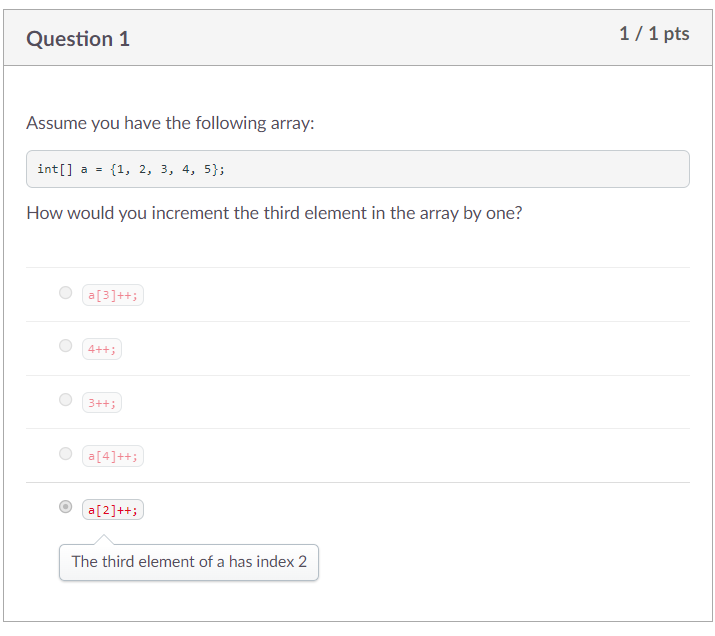 Question 1
1 / 1 pts
Assume you have the following array:
int[] a = {1, 2, 3, 4, 5};
How would you increment the third element in the array by one?
a[3]++;
4++;
3++;
a[4]++;
a[2]++;
The third element of a has index 2